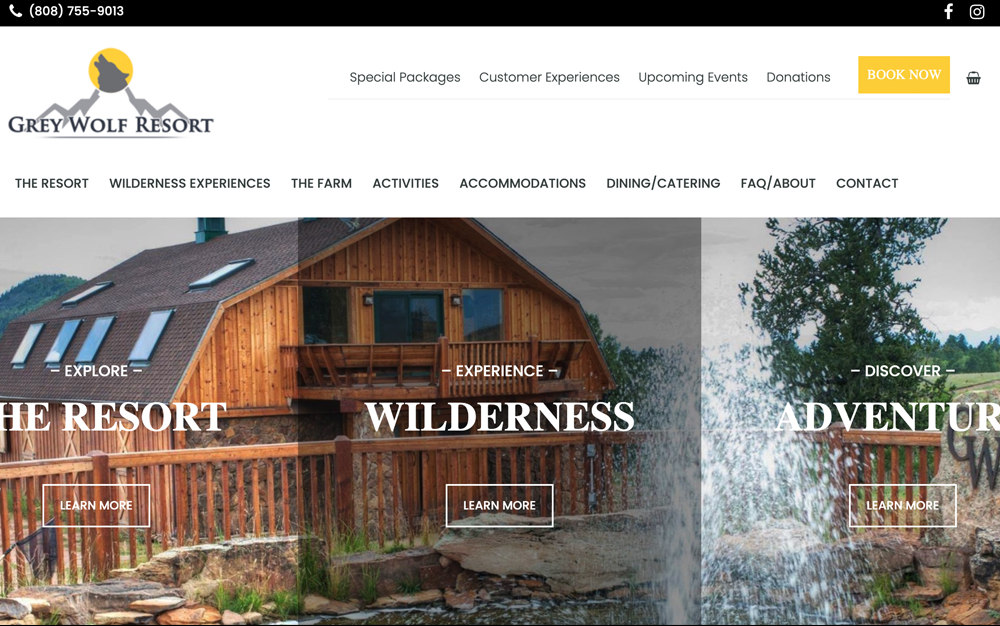 (808) 755-9013
GREY WOLF RESORT
Special Packages Customer Experiences Upcoming Events Donations BOOK NOW
THE RESORT WILDERNESS EXPERIENCES THE FARM ACTIVITIES ACCOMMODATIONS DINING/CATERING FAQ/ABOUT CONTACT
– EXPLORE –
HE RESORT
LEARN MORE
– EXPERIENCE –
WILDERNESS
LEARN MORE
– DISCOVER –
ADVENTUR
LEARN MORE